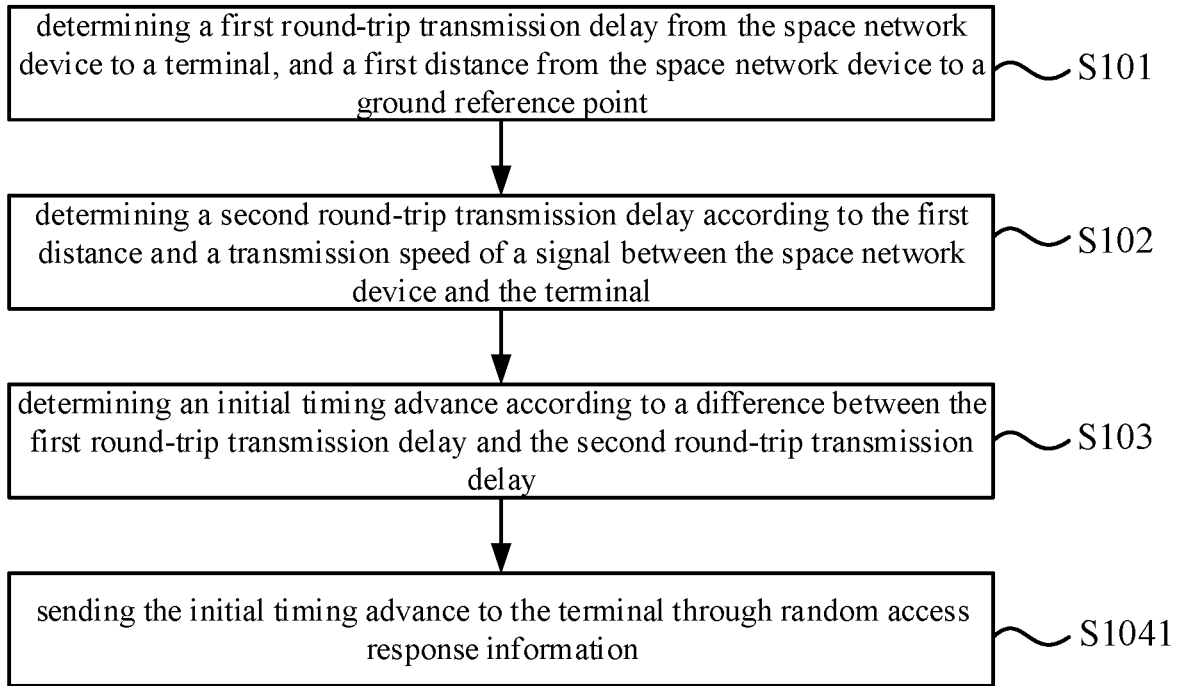 determining a first round-trip transmission delay from the space network
device to a terminal, and a first distance from the space network device to a
ground reference point
S101
determining a second round-trip transmission delay according to the first
distance and a transmission speed of a signal between the space network
device and the terminal
S102
determining an initial timing advance according to a difference between the
first round-trip transmission delay and the second round-trip transmission
delay
S103
sending the initial timing advance to the terminal through random access
response information
S1041